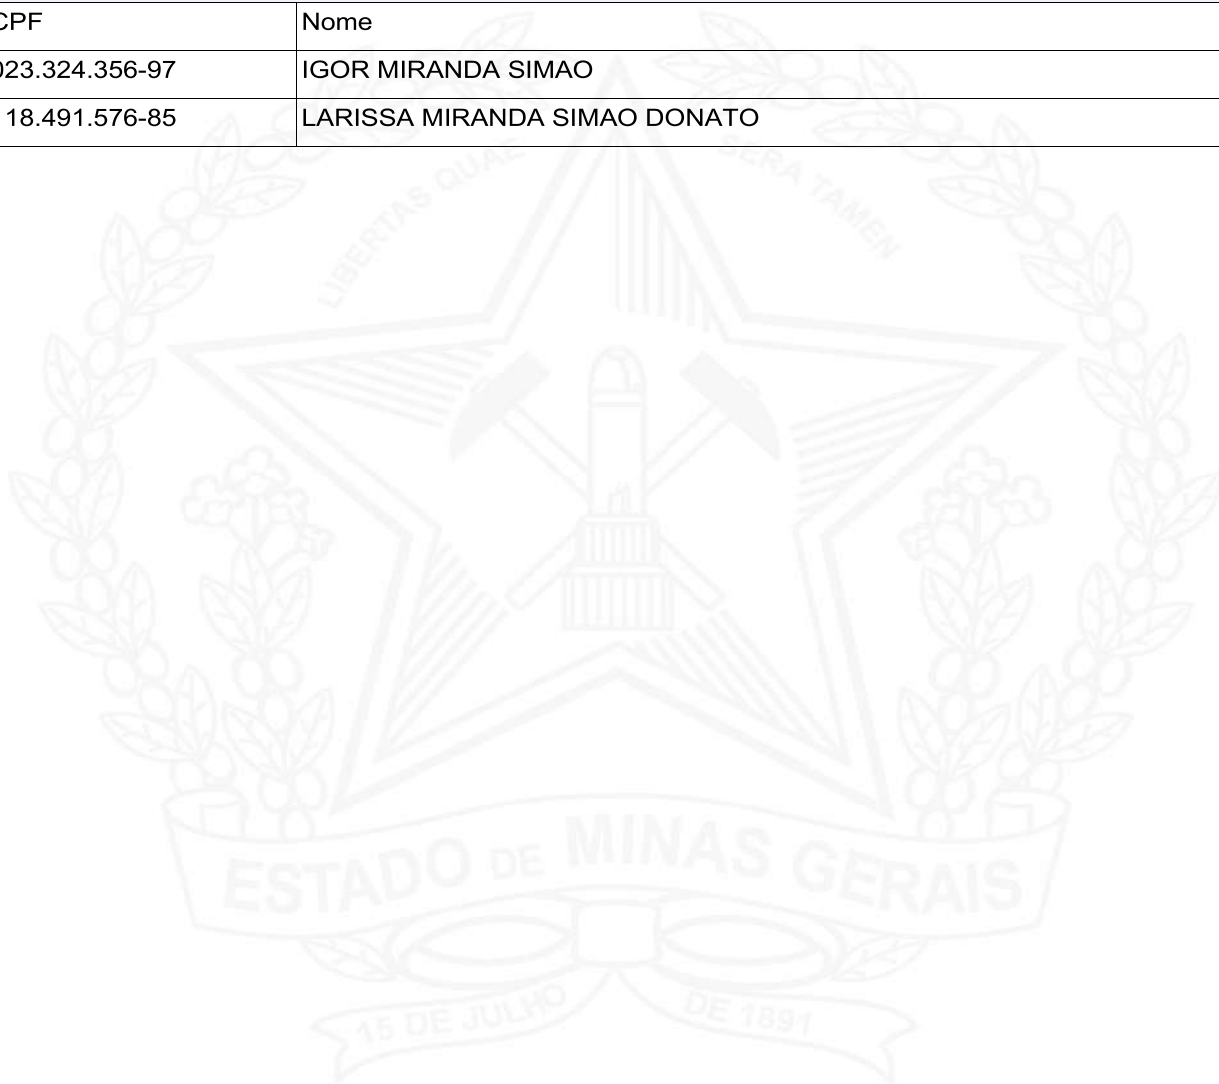 CPF Nome
023.324.356-97 IGOR MIRANDA SIMAO
18.491.576-85 LARISSA MIRANDA SIMAO DONATO
LIBERTAS QUAE SERA TAMEN
ESTADO DE MINAS GERAIS
15 DE JULHO DE 1891